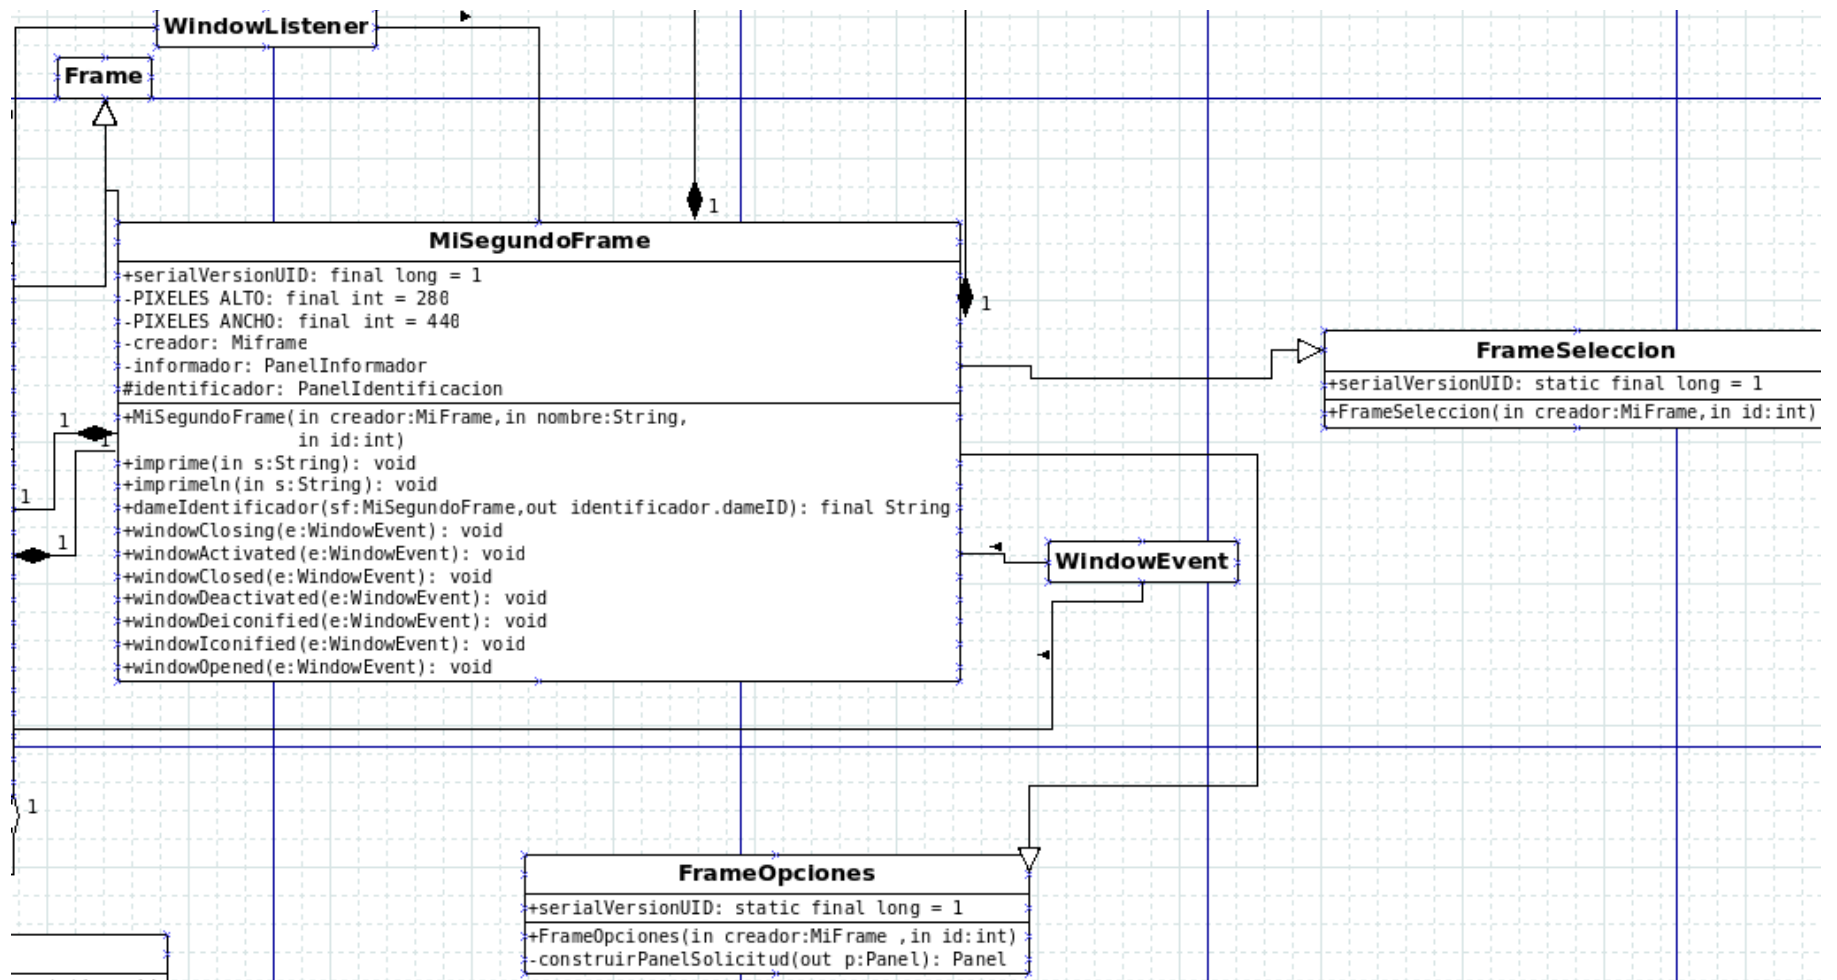 WindowListener
Frame
1
MiSegundoFrame
+serialVersionUID: final long = 1
-PIXELES ALTO: final int = 280
-PIXELES ANCHO: final int = 440
-creador: Miframe
-informador: PanelInformador
#identificador: PanelIdentificacion
+MiSegundoFrame(in creador:MiFrame,in nombre:String,
in id:int)
+imprime(in s:String): void
+imprimeln(in s:String): void
+dameIdentificador(sf:MiSegundoFrame,out identificador.dameID): final String
+windowClosing(e:WindowEvent): void
+windowActivated(e:WindowEvent): void
+windowClosed(e:WindowEvent): void
+windowDeactivated(e:WindowEvent): void
+windowDeiconified(e:WindowEvent): void
+windowIconified(e:WindowEvent): void
+windowOpened(e:WindowEvent): void
1
1
1
1
1
FrameSeleccion
+serialVersionUID: static final long = 1
+FrameSeleccion(in creador:MiFrame,in id:int)
WindowEvent
1
FrameOpciones
+serialVersionUID: static final long = 1
+FrameOpciones(in creador:MiFrame ,in id:int)
-construirPanelSolicitud(out p:Panel): Panel